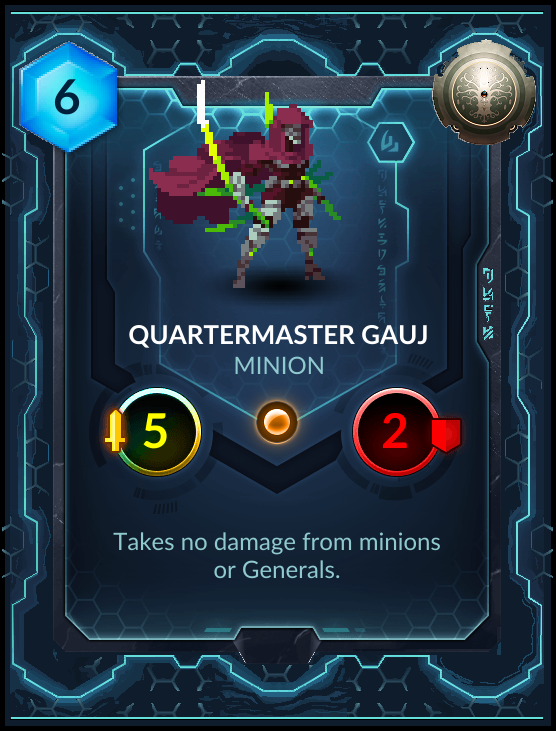 6
QUARTERMASTER GAUJ
MINION
5
2
Takes no damage from minions
or Generals.